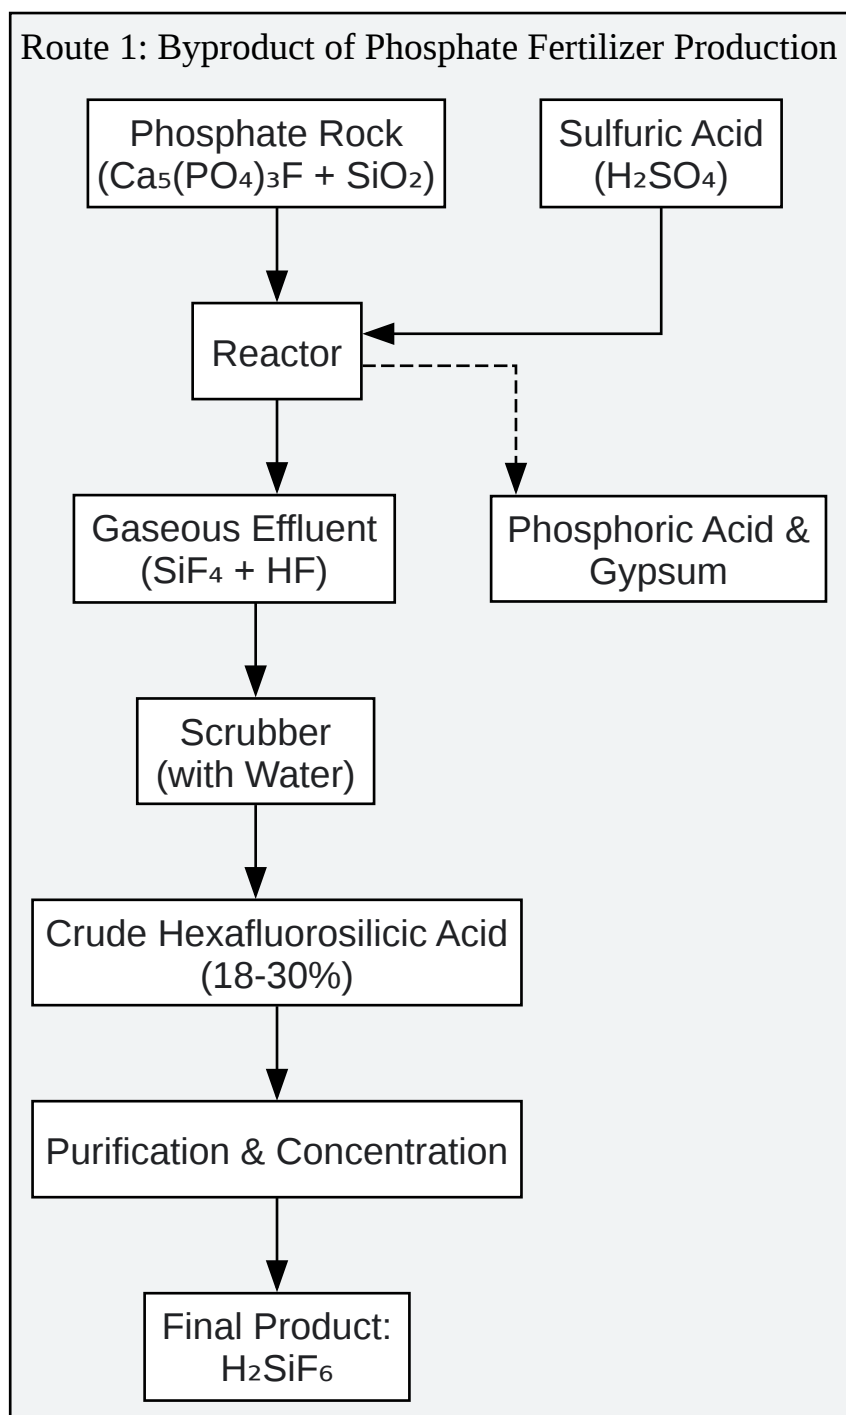 Route 1: Byproduct of Phosphate Fertilizer Production
Phosphate Rock
(Ca₅(PO₄)₃F + SiO₂)
Sulfuric Acid
(H₂SO₄)
Reactor
Gaseous Effluent
(SiF₄ + HF)
Phosphoric Acid &
Gypsum
Scrubber
(with Water)
Crude Hexafluorosilicic Acid
(18-30%)
Purification & Concentration
Final Product:
H₂SiF₆